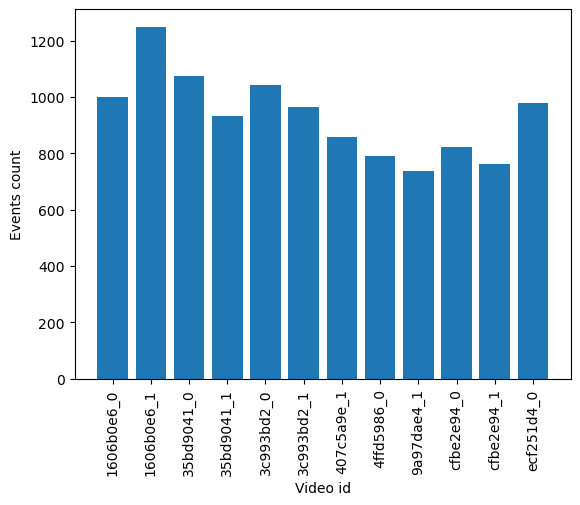 1200
1000
800
600
400
200
0
Events count
1606b0e6_0
1606b0e6_1
35bd9041_0
35bd9041_1
3c993bd2_0
3c993bd2_1
407c5a9e_1
4ffd5986_0
9a97dae4_1
cfbe2e94_0
cfbe2e94_1
ecf251d4_0
Video id